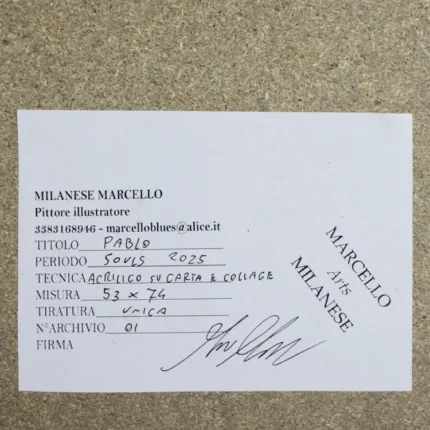 MILANESE MARCELLO
Pittore illustratore
3383168946 - marcelloblues@alice.it
TITOLO PABLO
PERIODO SOULS 2025
TECNICA ACRILICO SU CARTA E COLLAGE
MISURA 53 x 74
TIRATURA UNICA
N°ARCHIVIO 01
FIRMA
MARCELLO
Arts
MILANESE